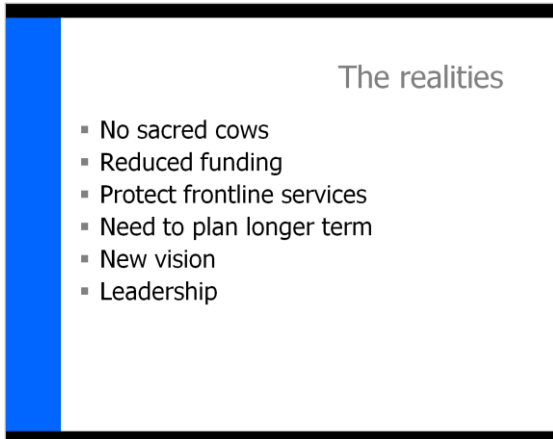 The realities
No sacred cows
Reduced funding
Protect frontline services
Need to plan longer term
New vision
Leadership